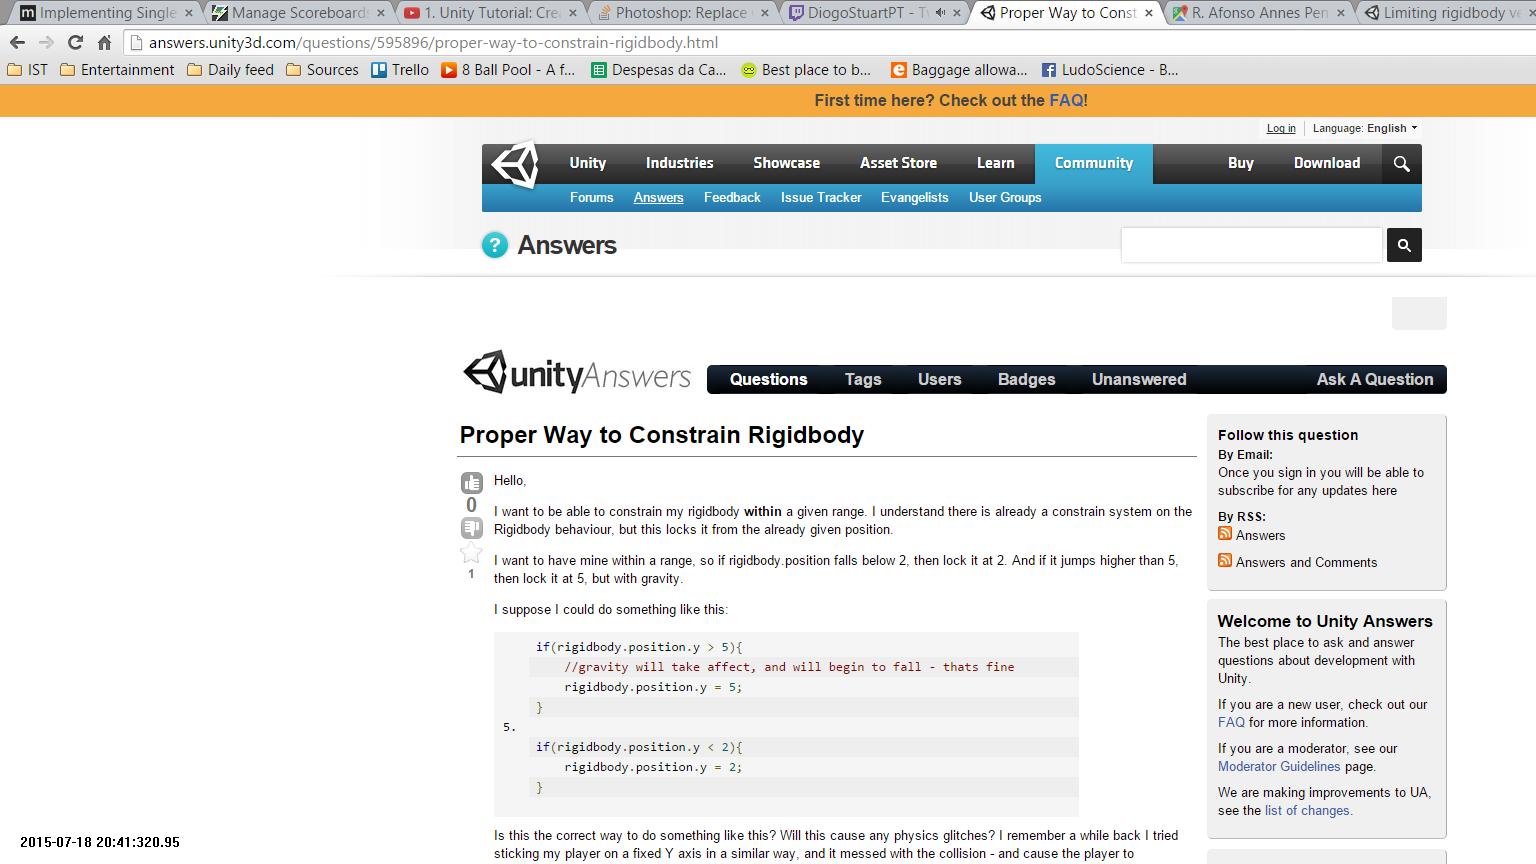 Implementing Single
Manage Scoreboards
1. Unity Tutorial: Cre
Photoshop: Replace
DiogoStuartPT - Tw
Proper Way to Const
R. Afonso Annes Pen
Limiting rigidbody ve
answers.unity3d.com/questions/595896/proper-way-to-constrain-rigidbody.html
IST Entertainment Daily feed Sources Trello 8 Ball Pool - A f... Despesas da Ca... Best place to b... Baggage allowa... LudoScience - B...
First time here? Check out the FAQ!
Log in Language: English
Unity Industries Showcase Asset Store Learn Community Buy Download
Forums Answers Feedback Issue Tracker Evangelists User Groups
? Answers
unityAnswers
Questions Tags Users Badges Unanswered Ask A Question
Proper Way to Constrain Rigidbody
0
1
Hello,
I want to be able to constrain my rigidbody within a given range. I understand there is already a constrain system on the
Rigidbody behaviour, but this locks it from the already given position.
I want to have mine within a range, so if rigidbody.position falls below 2, then lock it at 2. And if it jumps higher than 5,
then lock it at 5, but with gravity.
I suppose I could do something like this:
if(rigidbody.position.y > 5){
//gravity will take affect, and will begin to fall - thats fine
rigidbody.position.y = 5;
}
5.
if(rigidbody.position.y < 2){
rigidbody.position.y = 2;
}
Is this the correct way to do something like this? Will this cause any physics glitches? I remember a while back I tried
sticking my player on a fixed Y axis in a similar way, and it messed with the collision - and cause the player to
Follow this question
By Email:
Once you sign in you will be able to
subscribe for any updates here
By RSS:
Answers
Answers and Comments
Welcome to Unity Answers
The best place to ask and answer
questions about development with
Unity.
If you are a new user, check out our
FAQ for more information.
If you are a moderator, see our
Moderator Guidelines page.
We are making improvements to UA,
see the list of changes.
2015-07-18 20:41:320.95